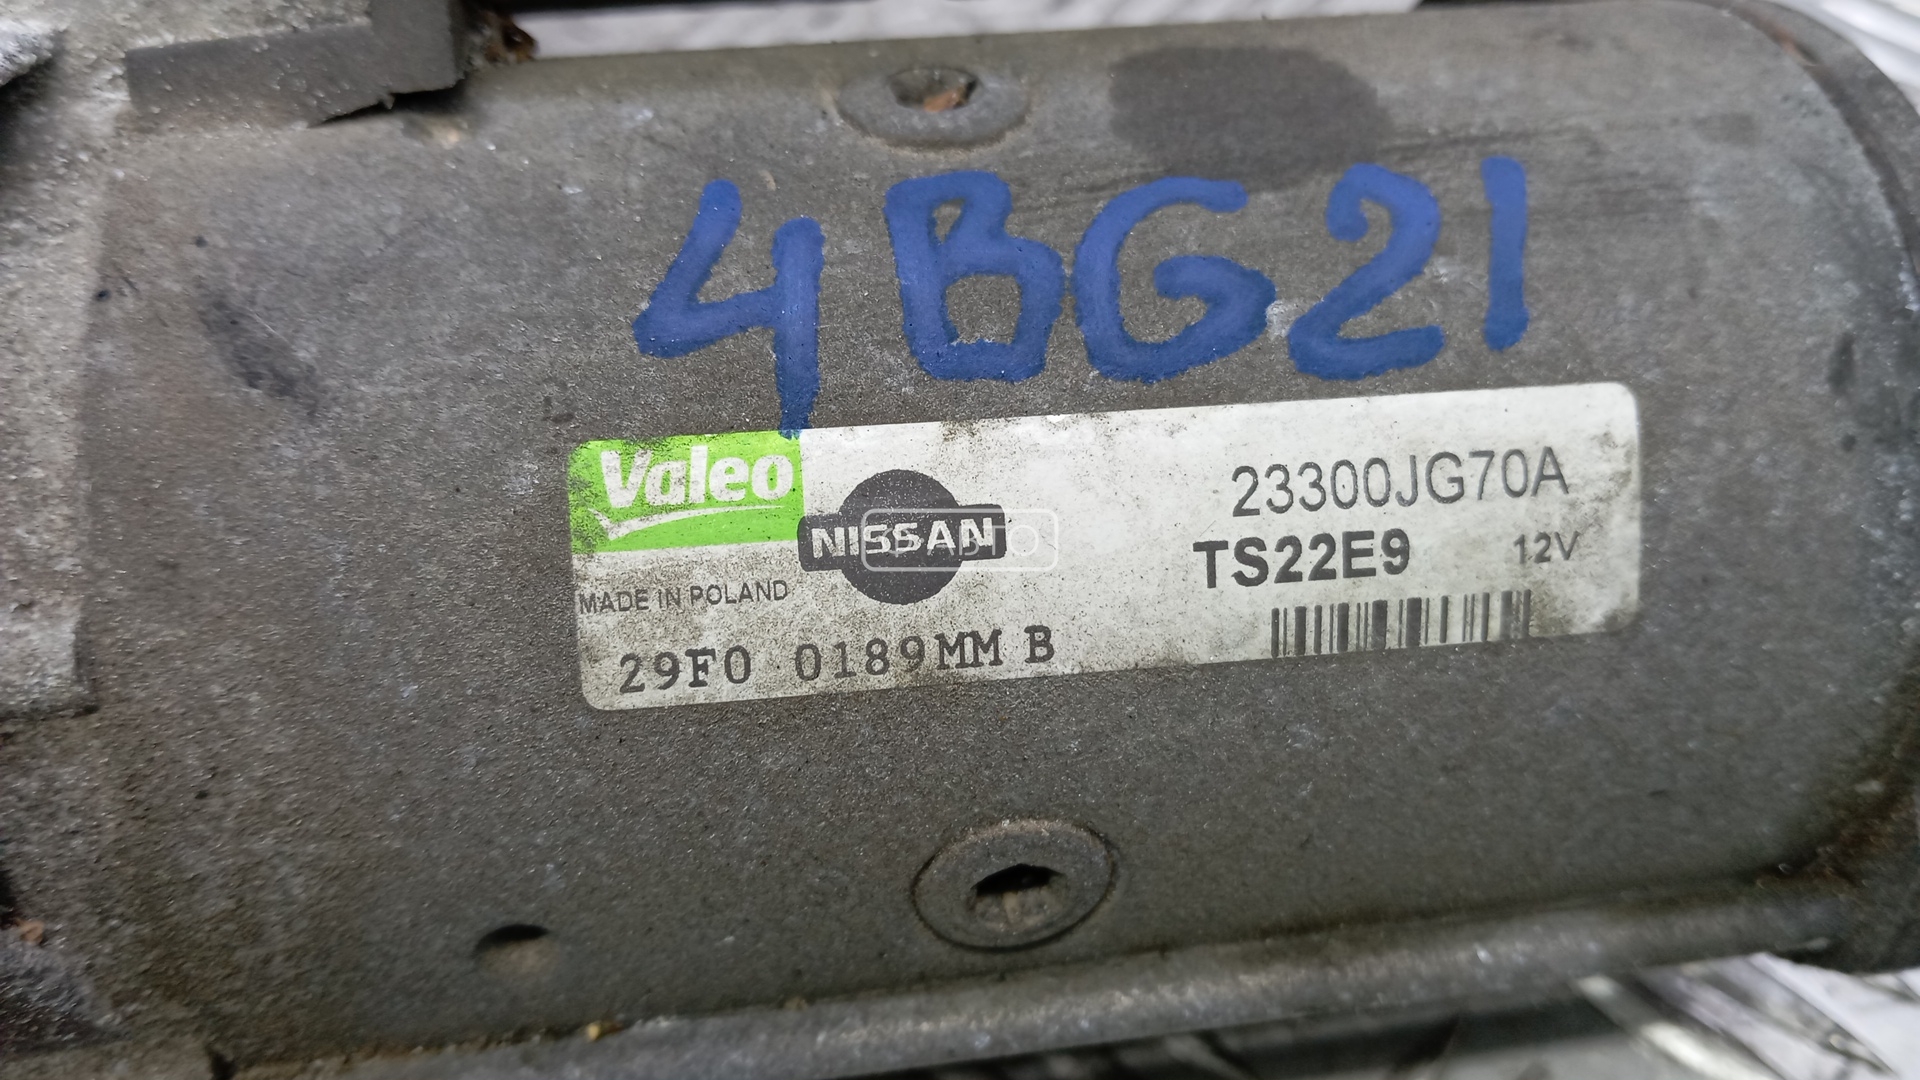 4BG21
Valeo
NISSAN
23300JG70A
TS22E9 12V
MADE IN POLAND
29F0 0189MM B